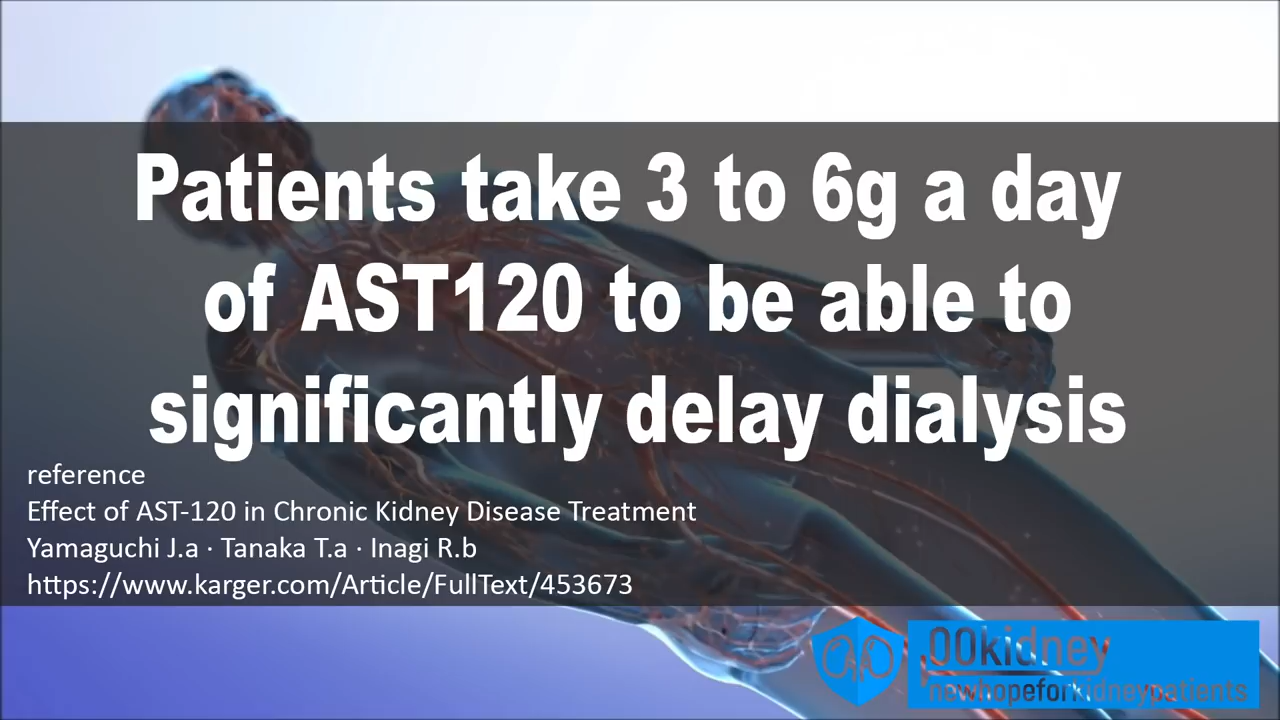 Patients take 3 to 6g a day
of AST120 to be able to
significantly delay dialysis
reference
Effect of AST-120 in Chronic Kidney Disease Treatment
Yamaguchi J.a · Tanaka T.a · Inagi R.b
https://www.karger.com/Article/FullText/453673
00kidney
newhopeforkidneypatients